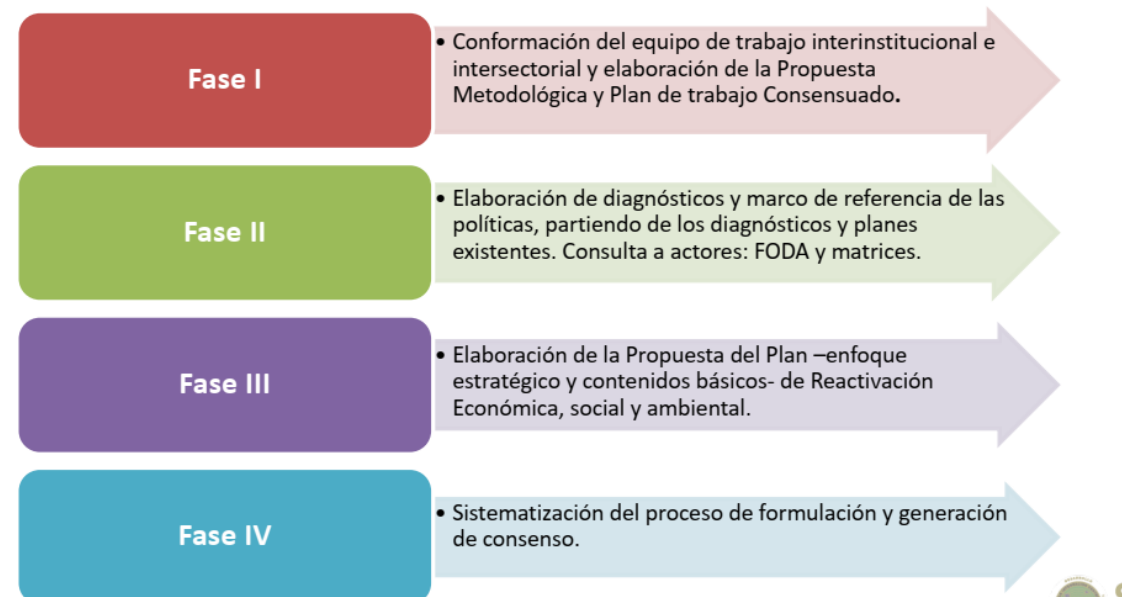 Fase I
• Conformación del equipo de trabajo interinstitucional e
intersectorial y elaboración de la Propuesta
Metodológica y Plan de trabajo Consensuado.
Fase II
• Elaboración de diagnósticos y marco de referencia de las
políticas, partiendo de los diagnósticos y planes
existentes. Consulta a actores: FODA y matrices.
Fase III
• Elaboración de la Propuesta del Plan –enfoque
estratégico y contenidos básicos- de Reactivación
Económica, social y ambiental.
Fase IV
• Sistematización del proceso de formulación y generación
de consenso.